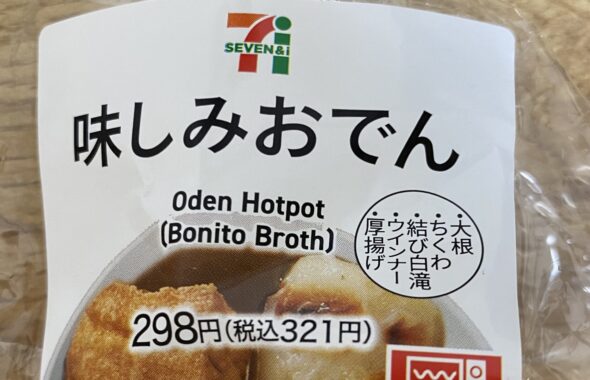 SEVEN&i
味しみおでん
Oden Hotpot
(Bonito Broth)
・大根
・ちくわ
・結び白滝
・ウインナー
・厚揚げ
298円(税込321円)